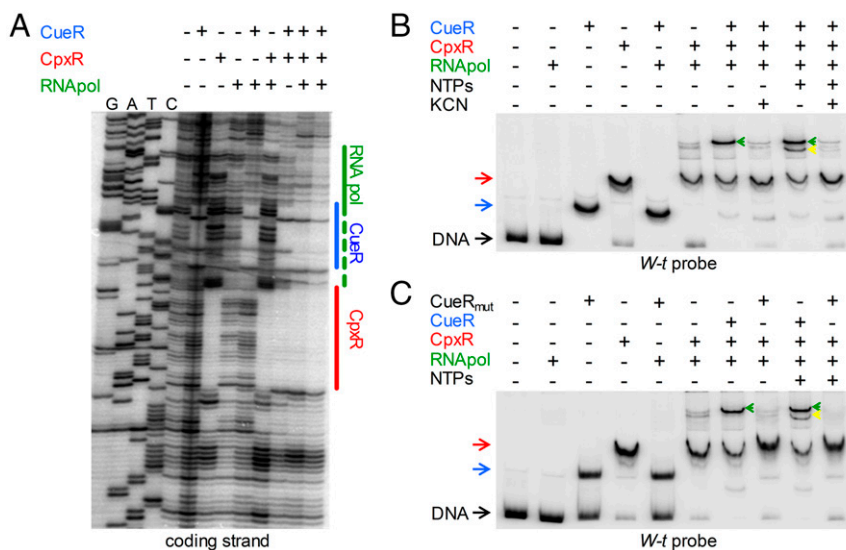 A
CueR - + - - + - + + +
CpxR - - + - - + + + +
RNApol - - - + + + - + +
G A T C
RNA pol
CueR
CpxR
coding strand
B
CueR - - + - + - + + + +
CpxR - - - + - + + + + +
RNApol - + - - + + + + + +
NTPs - - - - - - - - + +
KCN - - - - - - - + - +
DNA
W-t probe
C
CueRmut - - + - + - - + - +
CueR - - - - - - + - + -
CpxR - - - + - + + + + +
RNApol - + - - + + + + + +
NTPs - - - - - - - - + +
DNA
W-t probe